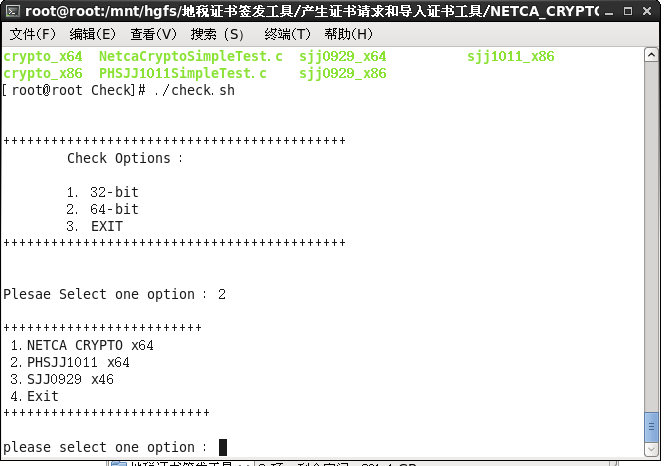 root@root:/mnt/hgfs/地税证书签发工具/产生证书请求和导入证书工具/NETCA_CRYPTO
文件(F) 编辑(E) 查看(V) 搜索 (S) 终端(T) 帮助(H)
crypto_x64 NetcaCryptoSimpleTest.c sjj0929_x64 sjj1011_x86
crypto_x86 PHSJJ1011SimpleTest.c sjj0929_x86
[root@root Check]# ./check.sh
+++++++++++++++++++++++++++++++++++++++++++
Check Options :
1. 32-bit
2. 64-bit
3. EXIT
+++++++++++++++++++++++++++++++++++++++++++
Plesae Select one option : 2
+++++++++++++++++++++++++
1.NETCA CRYPTO x64
2.PHSJJ1011 x64
3.SJJ0929 x46
4.Exit
++++++++++++++++++++++++++
please select one option :